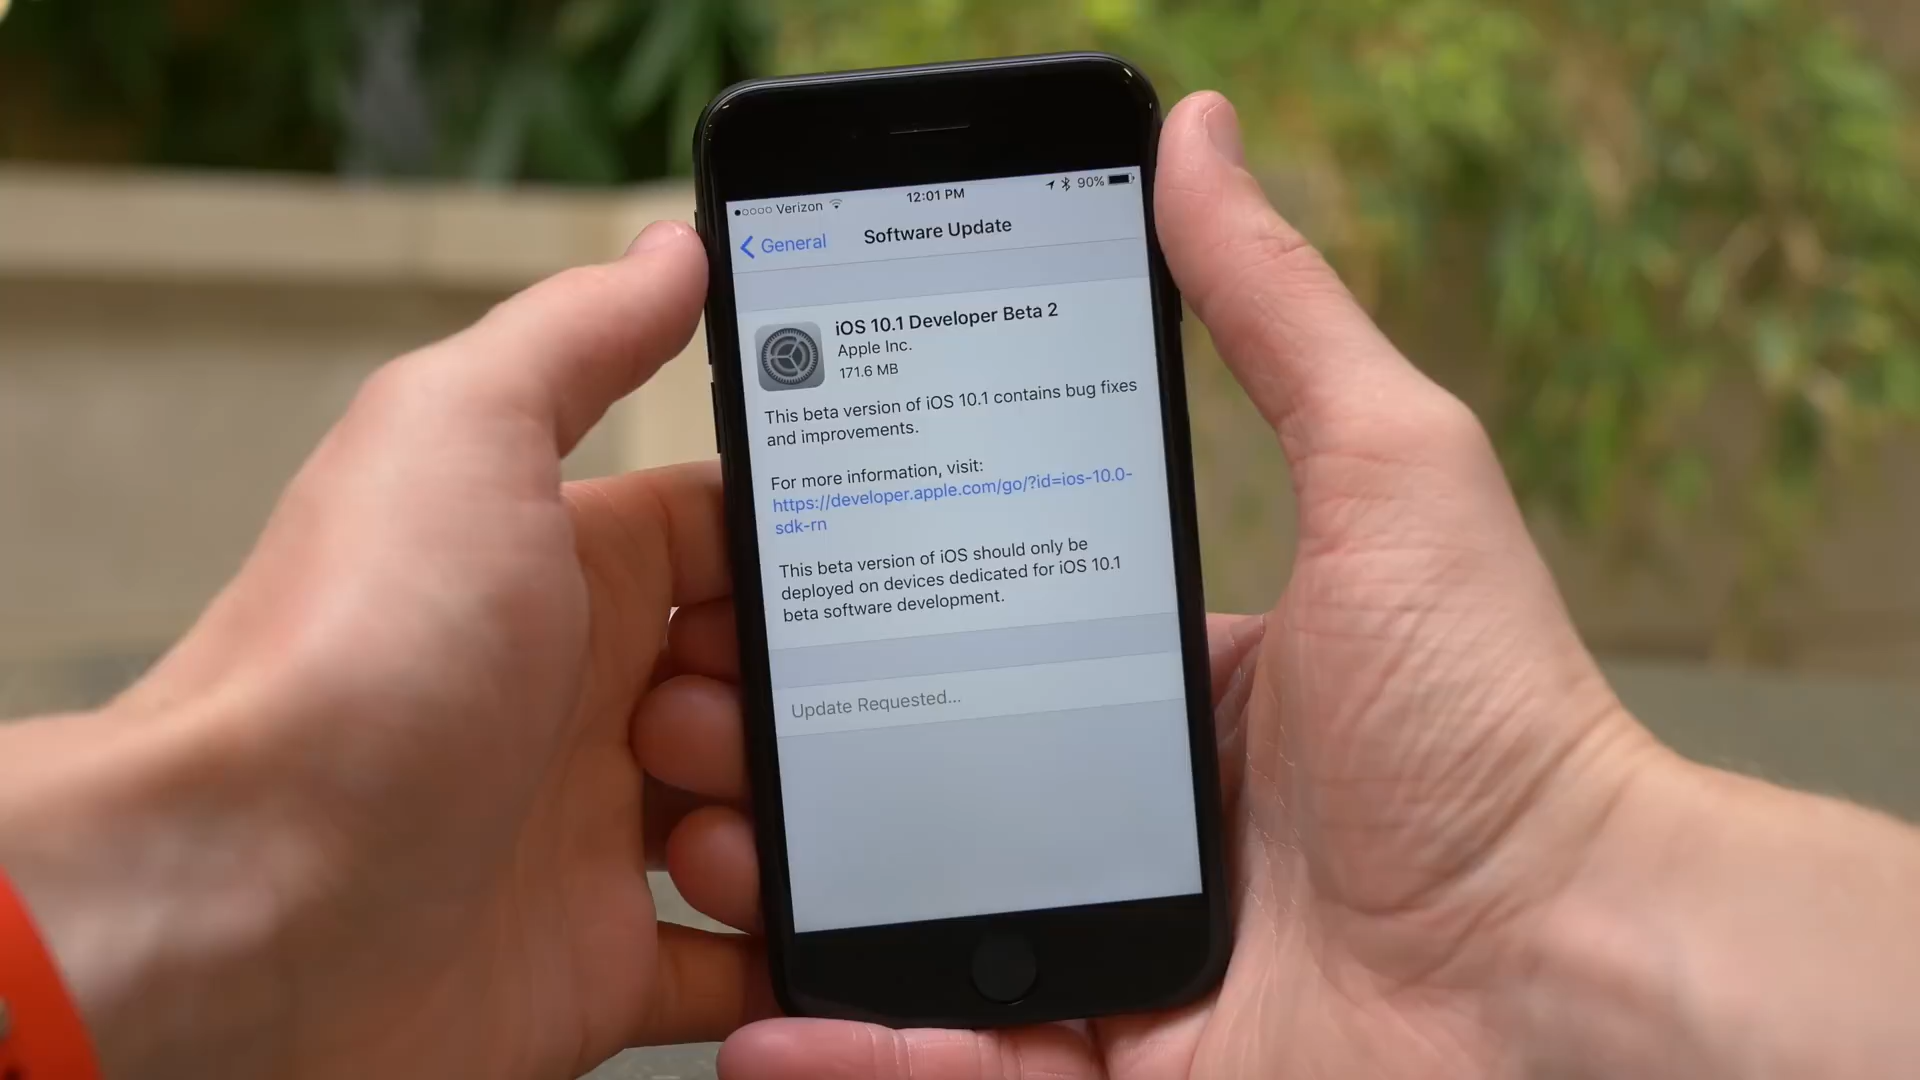 Verizon 12:01 PM 90%
General Software Update
iOS 10.1 Developer Beta 2
Apple Inc.
171.6 MB
This beta version of iOS 10.1 contains bug fixes
and improvements.
For more information, visit:
https://developer.apple.com/go/?id=ios-10.0-
sdk-rn
This beta version of iOS should only be
deployed on devices dedicated for iOS 10.1
beta software development.
Update Requested...